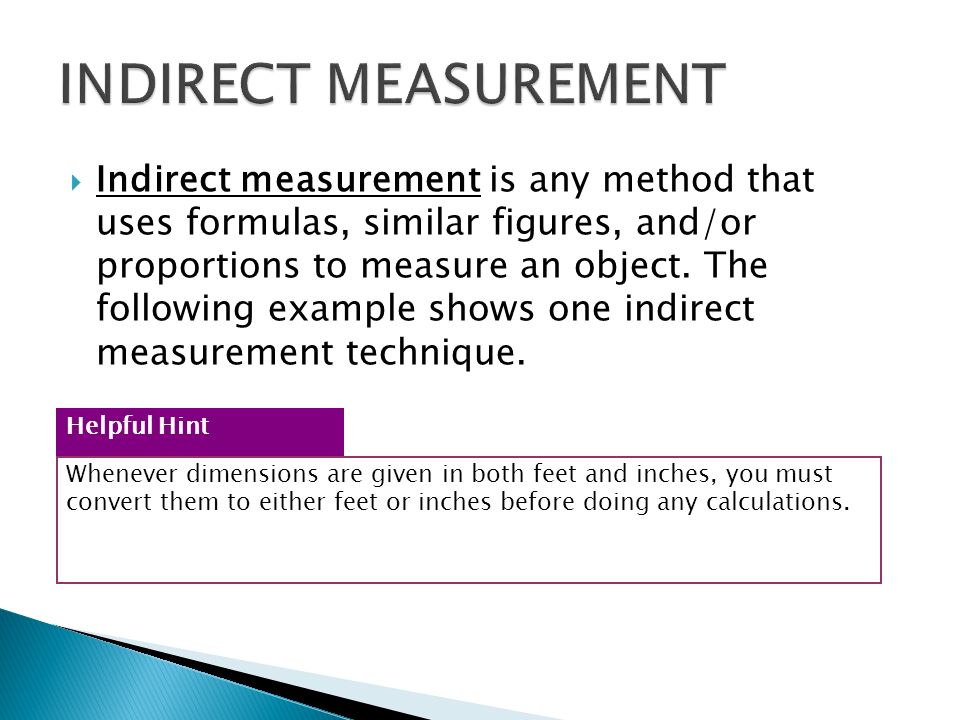 INDIRECT MEASUREMENT
Indirect measurement is any method that
uses formulas, similar figures, and/or
proportions to measure an object. The
following example shows one indirect
measurement technique.
Helpful Hint
Whenever dimensions are given in both feet and inches, you must
convert them to either feet or inches before doing any calculations.